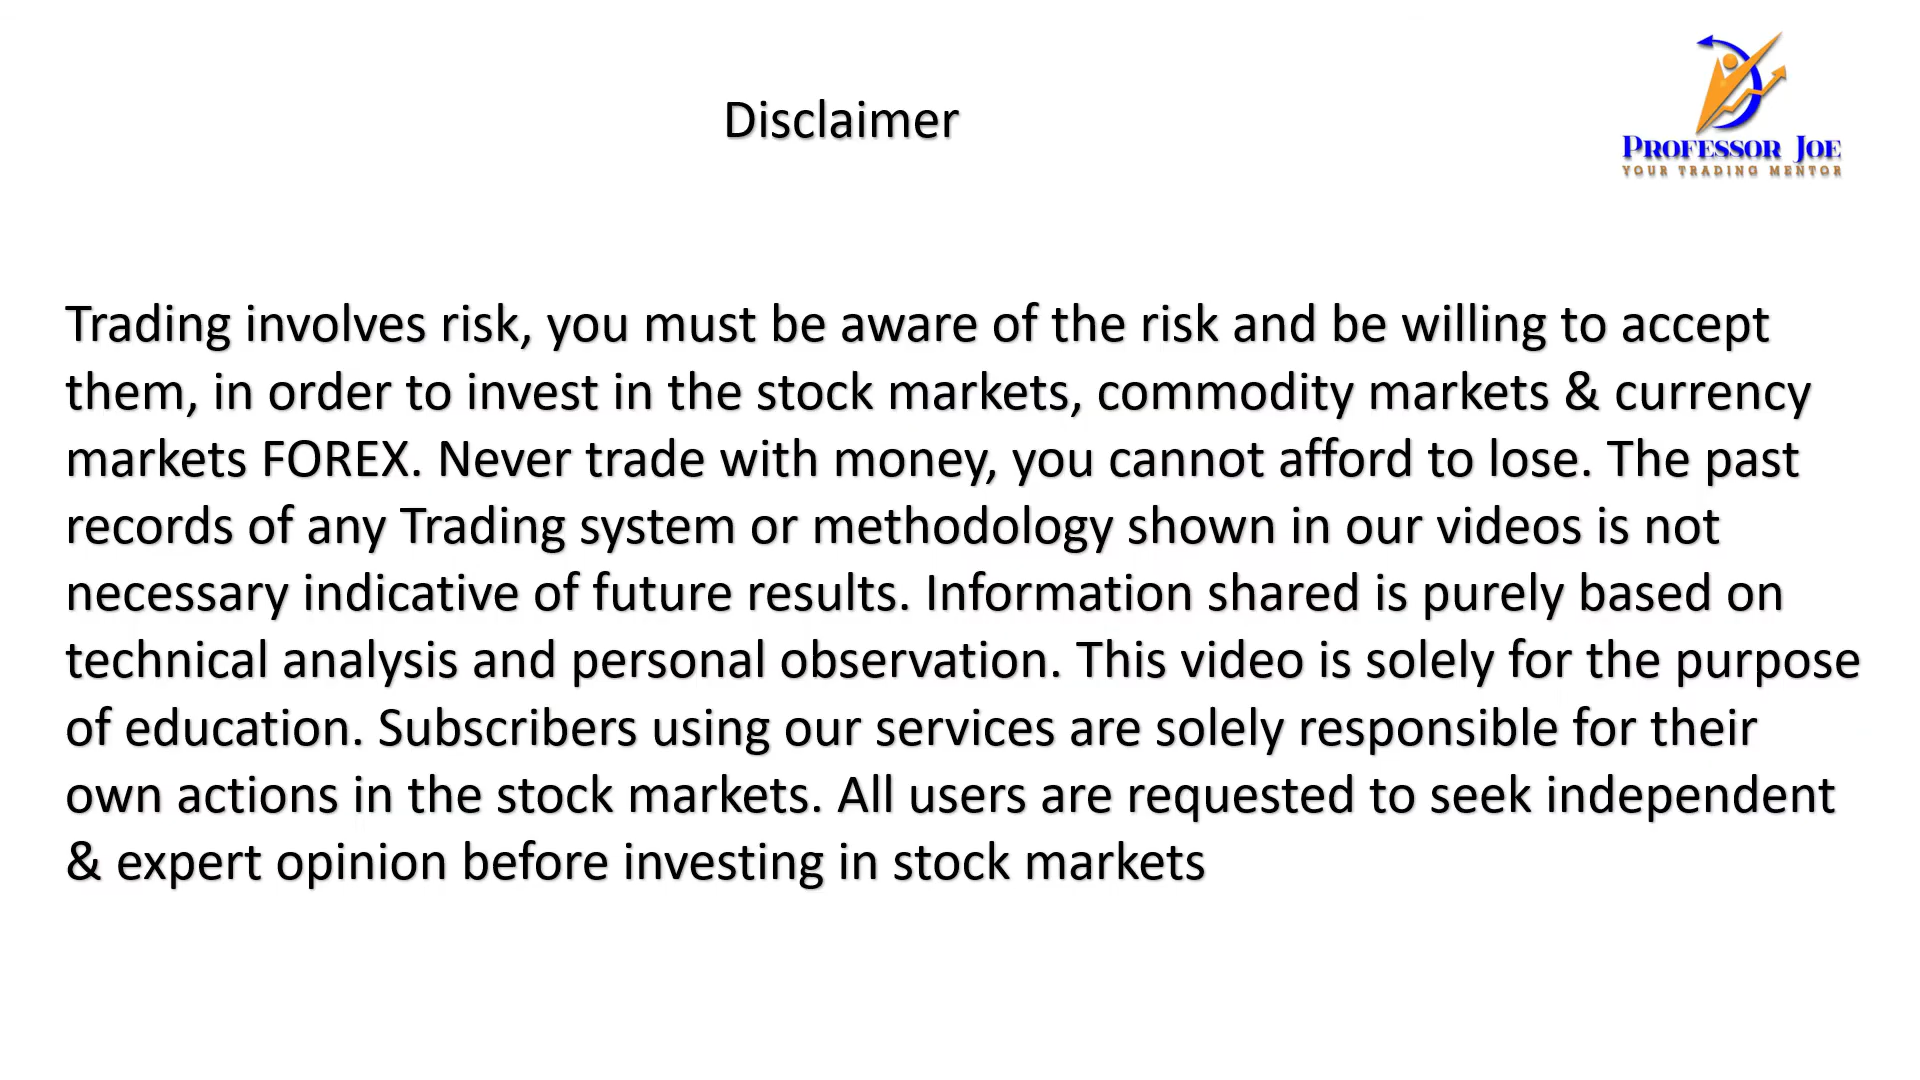 Disclaimer
PROFESSOR JOE
YOUR TRADING MENTOR
Trading involves risk, you must be aware of the risk and be willing to accept
them, in order to invest in the stock markets, commodity markets & currency
markets FOREX. Never trade with money, you cannot afford to lose. The past
records of any Trading system or methodology shown in our videos is not
necessary indicative of future results. Information shared is purely based on
technical analysis and personal observation. This video is solely for the purpose
of education. Subscribers using our services are solely responsible for their
own actions in the stock markets. All users are requested to seek independent
& expert opinion before investing in stock markets